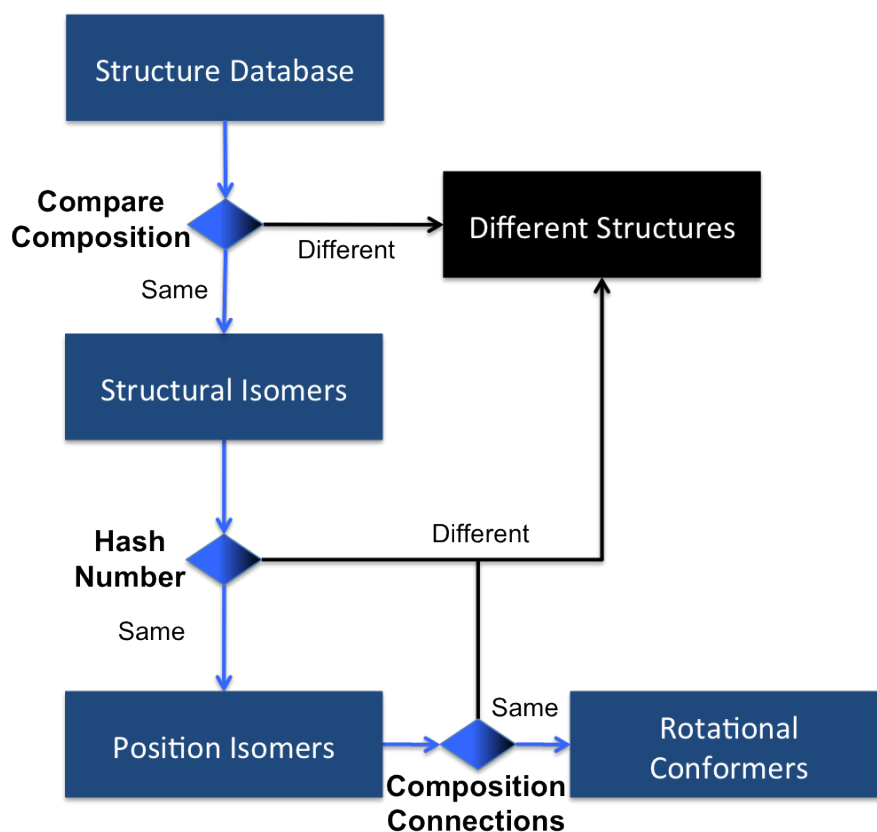 Structure Database
Compare
Composition
Different
Different Structures
Same
Structural Isomers
Hash
Number
Different
Same
Position Isomers
Same
Composition
Connections
Rotational
Conformers